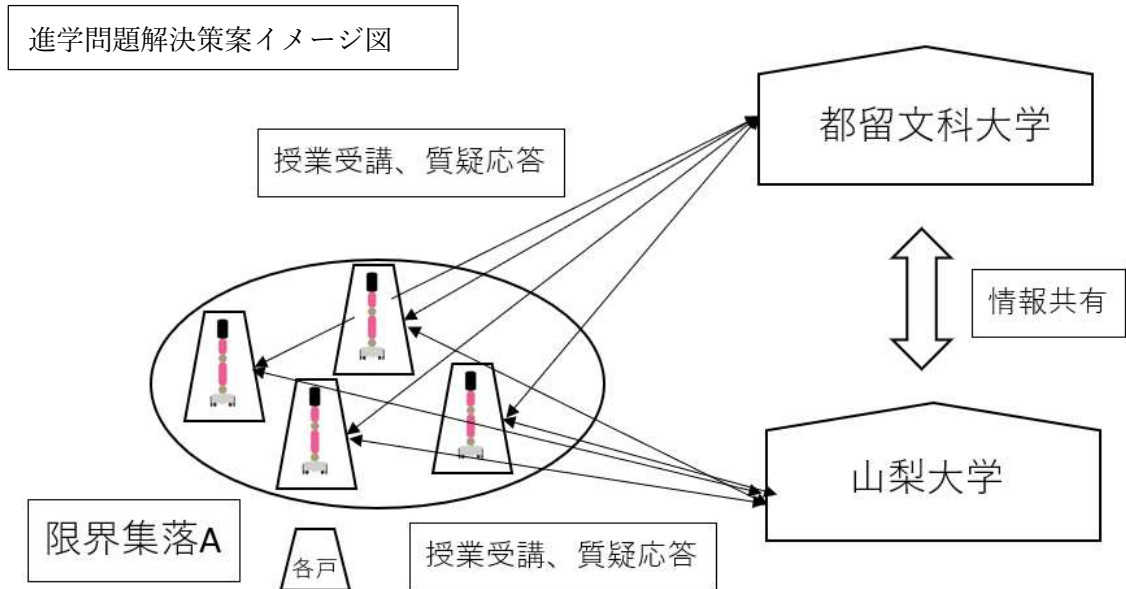 進学問題解決策案イメージ図
都留文科大学
授業受講、質疑応答
情報共有
山梨大学
限界集落A
各戸
授業受講、質疑応答